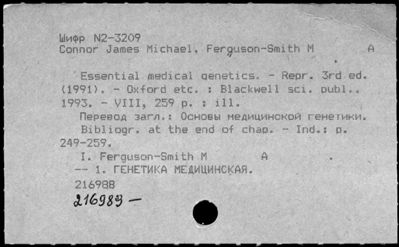 Шифр N2-3209
Connor James Michael, Ferguson-Smith M A
Essential medical genetics. - Repr. 3rd ed.
(1991). - Oxford etc. : Blackwell sci. publ.,
1993. - VIII, 259 p. : ill.
Перевод загл.: Основы медицинской генетики.
Bibliogr. at the end of chap. - Ind.: p.
249-259.
I. Ferguson-Smith M A .
-- 1. ГЕНЕТИКА МЕДИЦИНСКАЯ.
216988
216983 —